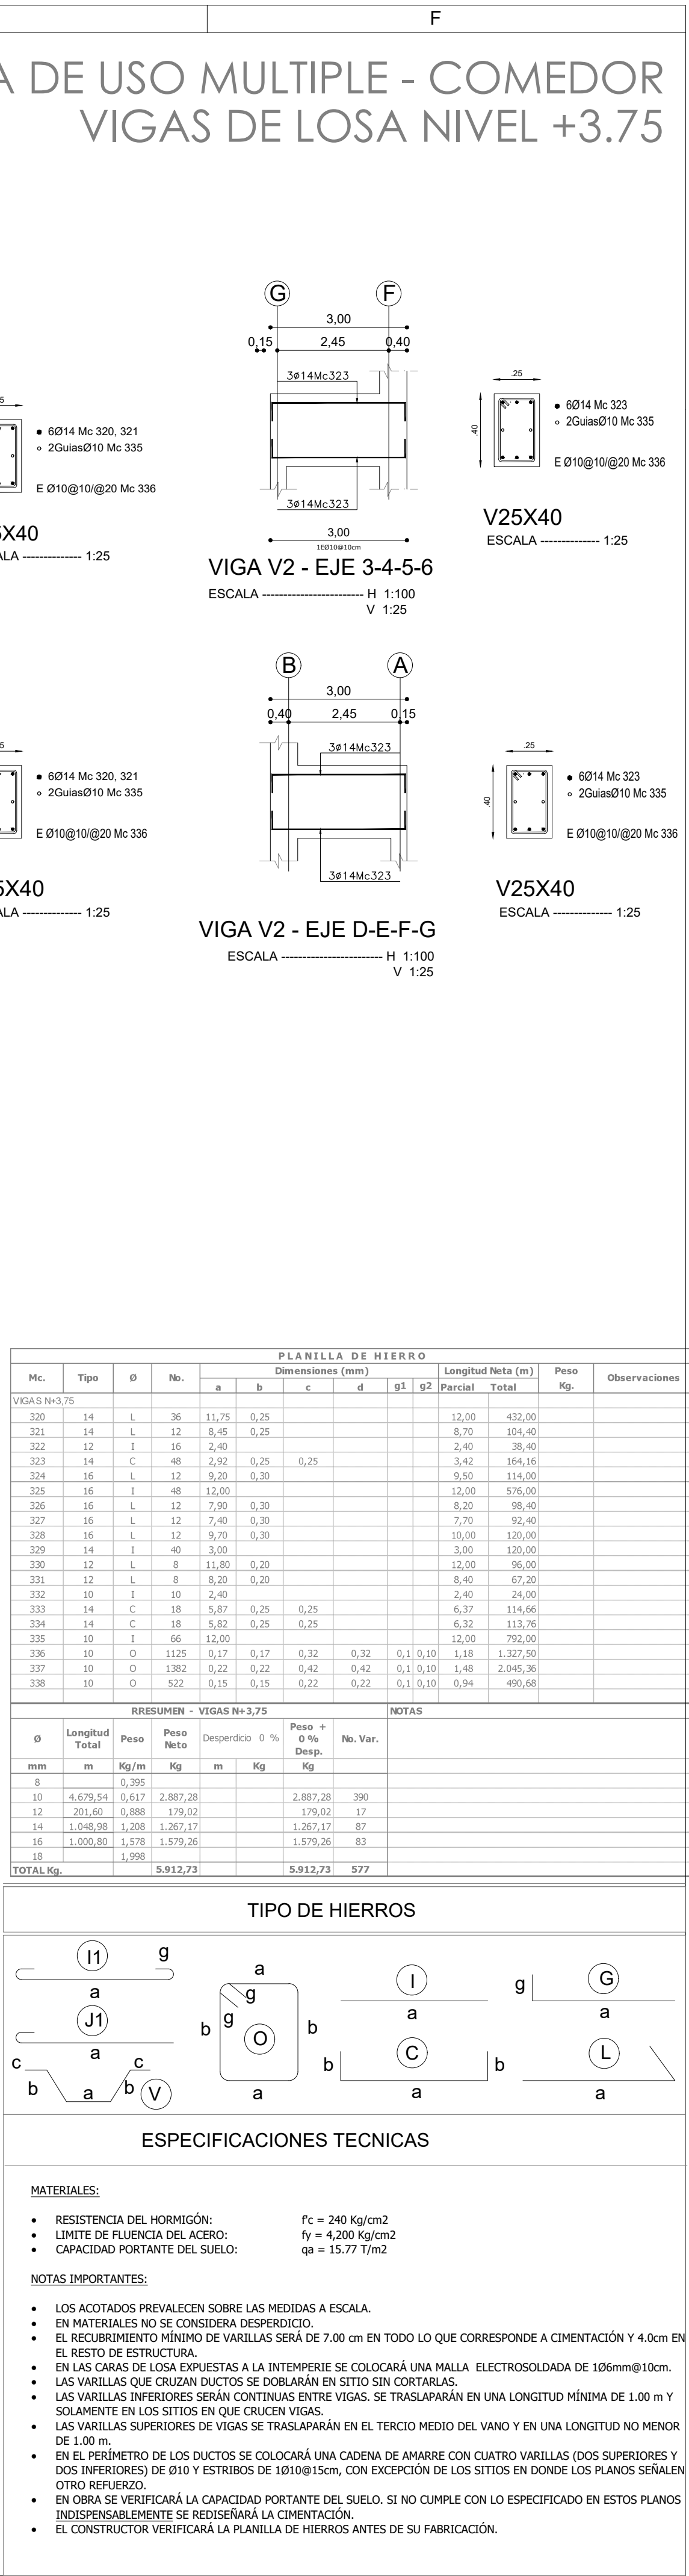 F
A DE USO MULTIPLE - COMEDOR
VIGAS DE LOSA NIVEL +3.75
G F
3,00
0,15 2,45 0,40
3ø14Mc323
3ø14Mc323
3,00
1EØ10@10cm
VIGA V2 - EJE 3-4-5-6
ESCALA ------------------------ H 1:100
V 1:25
5
6Ø14 Mc 320, 321
2GuiasØ10 Mc 335
E Ø10@10/@20 Mc 336
5X40
ALA -------------- 1:25
.25
.40
6Ø14 Mc 323
2GuiasØ10 Mc 335
E Ø10@10/@20 Mc 336
V25X40
ESCALA -------------- 1:25
B A
3,00
0,40 2,45 0,15
3ø14Mc323
3ø14Mc323
VIGA V2 - EJE D-E-F-G
ESCALA ------------------------ H 1:100
V 1:25
5
6Ø14 Mc 320, 321
2GuiasØ10 Mc 335
E Ø10@10/@20 Mc 336
5X40
ALA -------------- 1:25
.25
.40
6Ø14 Mc 323
2GuiasØ10 Mc 335
E Ø10@10/@20 Mc 336
V25X40
ESCALA -------------- 1:25
PLANILLA DE HIERRO
Mc. Tipo Ø No. Dimensiones (mm) Longitud Neta (m) Peso Kg. Observaciones
a b c d g1 g2 Parcial Total
VIGAS N+3,75
320 14 L 36 11,75 0,25 12,00 432,00
321 14 L 12 8,45 0,25 8,70 104,40
322 12 I 16 2,40 2,40 38,40
323 14 C 48 2,92 0,25 0,25 3,42 164,16
324 16 L 12 9,20 0,30 9,50 114,00
325 16 I 48 12,00 12,00 576,00
326 16 L 12 7,90 0,30 8,20 98,40
327 16 L 12 7,40 0,30 7,70 92,40
328 16 L 12 9,70 0,30 10,00 120,00
329 14 I 40 3,00 3,00 120,00
330 12 L 8 11,80 0,20 12,00 96,00
331 12 L 8 8,20 0,20 8,40 67,20
332 10 I 10 2,40 2,40 24,00
333 14 C 18 5,87 0,25 0,25 6,37 114,66
334 14 C 18 5,82 0,25 0,25 6,32 113,76
335 10 I 66 12,00 12,00 792,00
336 10 O 1125 0,17 0,17 0,32 0,32 0,1 0,10 1,18 1.327,50
337 10 O 1382 0,22 0,22 0,42 0,42 0,1 0,10 1,48 2.045,36
338 10 O 522 0,15 0,15 0,22 0,22 0,1 0,10 0,94 490,68
RRESUMEN - VIGAS N+3,75 NOTAS
Ø Longitud Total Peso Peso Neto Desperdicio 0 % Peso + 0 % Desp. No. Var.
mm m Kg/m Kg m Kg Kg
8 0,395
10 4.679,54 0,617 2.887,28 2.887,28 390
12 201,60 0,888 179,02 179,02 17
14 1.048,98 1,208 1.267,17 1.267,17 87
16 1.000,80 1,578 1.579,26 1.579,26 83
18 1,998
TOTAL Kg. 5.912,73 5.912,73 577
TIPO DE HIERROS
I1 g
a
J1
a
c c
b a b V
a
g
g
b O b
a
I
a
b C b
a
g G
a
L
a
ESPECIFICACIONES TECNICAS
MATERIALES:
• RESISTENCIA DEL HORMIGÓN: f'c = 240 Kg/cm2
• LIMITE DE FLUENCIA DEL ACERO: fy = 4,200 Kg/cm2
• CAPACIDAD PORTANTE DEL SUELO: qa = 15.77 T/m2
NOTAS IMPORTANTES:
• LOS ACOTADOS PREVALECEN SOBRE LAS MEDIDAS A ESCALA.
• EN MATERIALES NO SE CONSIDERA DESPERDICIO.
• EL RECUBRIMIENTO MÍNIMO DE VARILLAS SERÁ DE 7.00 cm EN TODO LO QUE CORRESPONDE A CIMENTACIÓN Y 4.0cm EN
EL RESTO DE ESTRUCTURA.
• EN LAS CARAS DE LOSA EXPUESTAS A LA INTEMPERIE SE COLOCARÁ UNA MALLA ELECTROSOLDADA DE 1Ø6mm@10cm.
• LAS VARILLAS QUE CRUZAN DUCTOS SE DOBLARÁN EN SITIO SIN CORTARLAS.
• LAS VARILLAS INFERIORES SERÁN CONTINUAS ENTRE VIGAS. SE TRASLAPARÁN EN UNA LONGITUD MÍNIMA DE 1.00 m Y
SOLAMENTE EN LOS SITIOS EN QUE CRUCEN VIGAS.
• LAS VARILLAS SUPERIORES DE VIGAS SE TRASLAPARÁN EN EL TERCIO MEDIO DEL VANO Y EN UNA LONGITUD NO MENOR
DE 1.00 m.
• EN EL PERÍMETRO DE LOS DUCTOS SE COLOCARÁ UNA CADENA DE AMARRE CON CUATRO VARILLAS (DOS SUPERIORES Y
DOS INFERIORES) DE Ø10 Y ESTRIBOS DE 1Ø10@15cm, CON EXCEPCIÓN DE LOS SITIOS EN DONDE LOS PLANOS SEÑALEN
OTRO REFUERZO.
• EN OBRA SE VERIFICARÁ LA CAPACIDAD PORTANTE DEL SUELO. SI NO CUMPLE CON LO ESPECIFICADO EN ESTOS PLANOS
INDISPENSABLEMENTE SE REDISEÑARÁ LA CIMENTACIÓN.
• EL CONSTRUCTOR VERIFICARÁ LA PLANILLA DE HIERROS ANTES DE SU FABRICACIÓN.